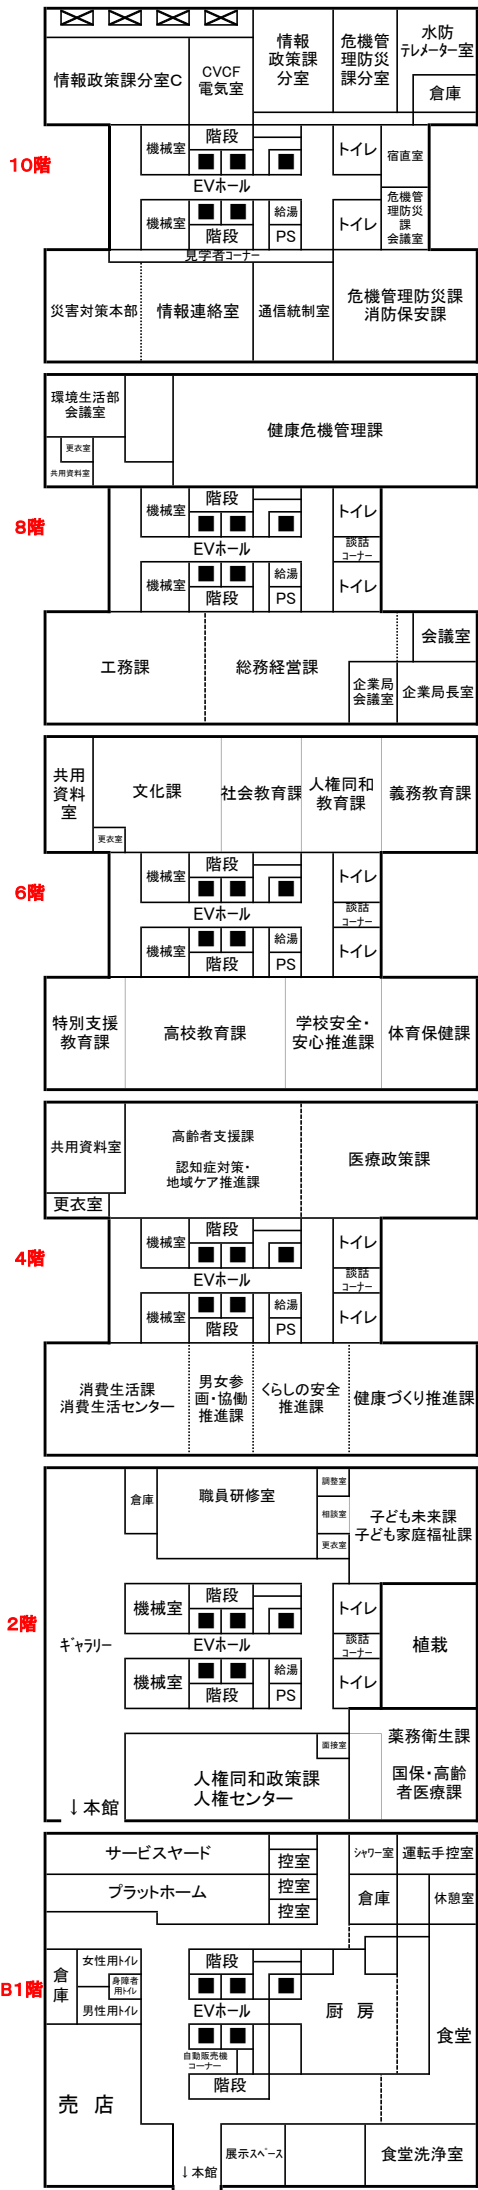 情報政策課分室C
CVCF
電気室
情報
政策課
分室
危機管
理防災
課分室
水防
テレメーター室
倉庫
10階
機械室
階段
トイレ
宿直室
EVホール
機械室
階段
給湯
PS
トイレ
危機管
理防災
課
会議室
見学者コーナー
災害対策本部
情報連絡室
通信統制室
危機管理防災課
消防保安課
環境生活部
会議室
更衣室
共用資料室
健康危機管理課
8階
機械室
階段
トイレ
EVホール
談話
コーナー
機械室
階段
給湯
PS
トイレ
工務課
総務経営課
会議室
企業局
会議室
企業局長室
共用
資料
室
文化課
更衣室
社会教育課
人権同和
教育課
義務教育課
6階
機械室
階段
トイレ
EVホール
談話
コーナー
機械室
階段
給湯
PS
トイレ
特別支援
教育課
高校教育課
学校安全・
安心推進課
体育保健課
共用資料室
更衣室
高齢者支援課
認知症対策・
地域ケア推進課
医療政策課
4階
機械室
階段
トイレ
EVホール
談話
コーナー
機械室
階段
給湯
PS
トイレ
消費生活課
消費生活センター
男女参
画・協働
推進課
くらしの安全
推進課
健康づくり推進課
倉庫
職員研修室
調整室
相談室
更衣室
子ども未来課
子ども家庭福祉課
2階
ギャラリー
機械室
階段
トイレ
EVホール
談話
コーナー
機械室
階段
給湯
PS
トイレ
植栽
面接室
人権同和政策課
人権センター
薬務衛生課
国保・高齢
者医療課
↓本館
サービスヤード
控室
シャワー室
運転手控室
プラットホーム
控室
控室
倉庫
休憩室
B1階
倉
庫
女性用トイレ
身障者
用トイレ
男性用トイレ
階段
EVホール
自動販売機
コーナー
階段
厨 房
食堂
売 店
展示スペース
食堂洗浄室
↓本館